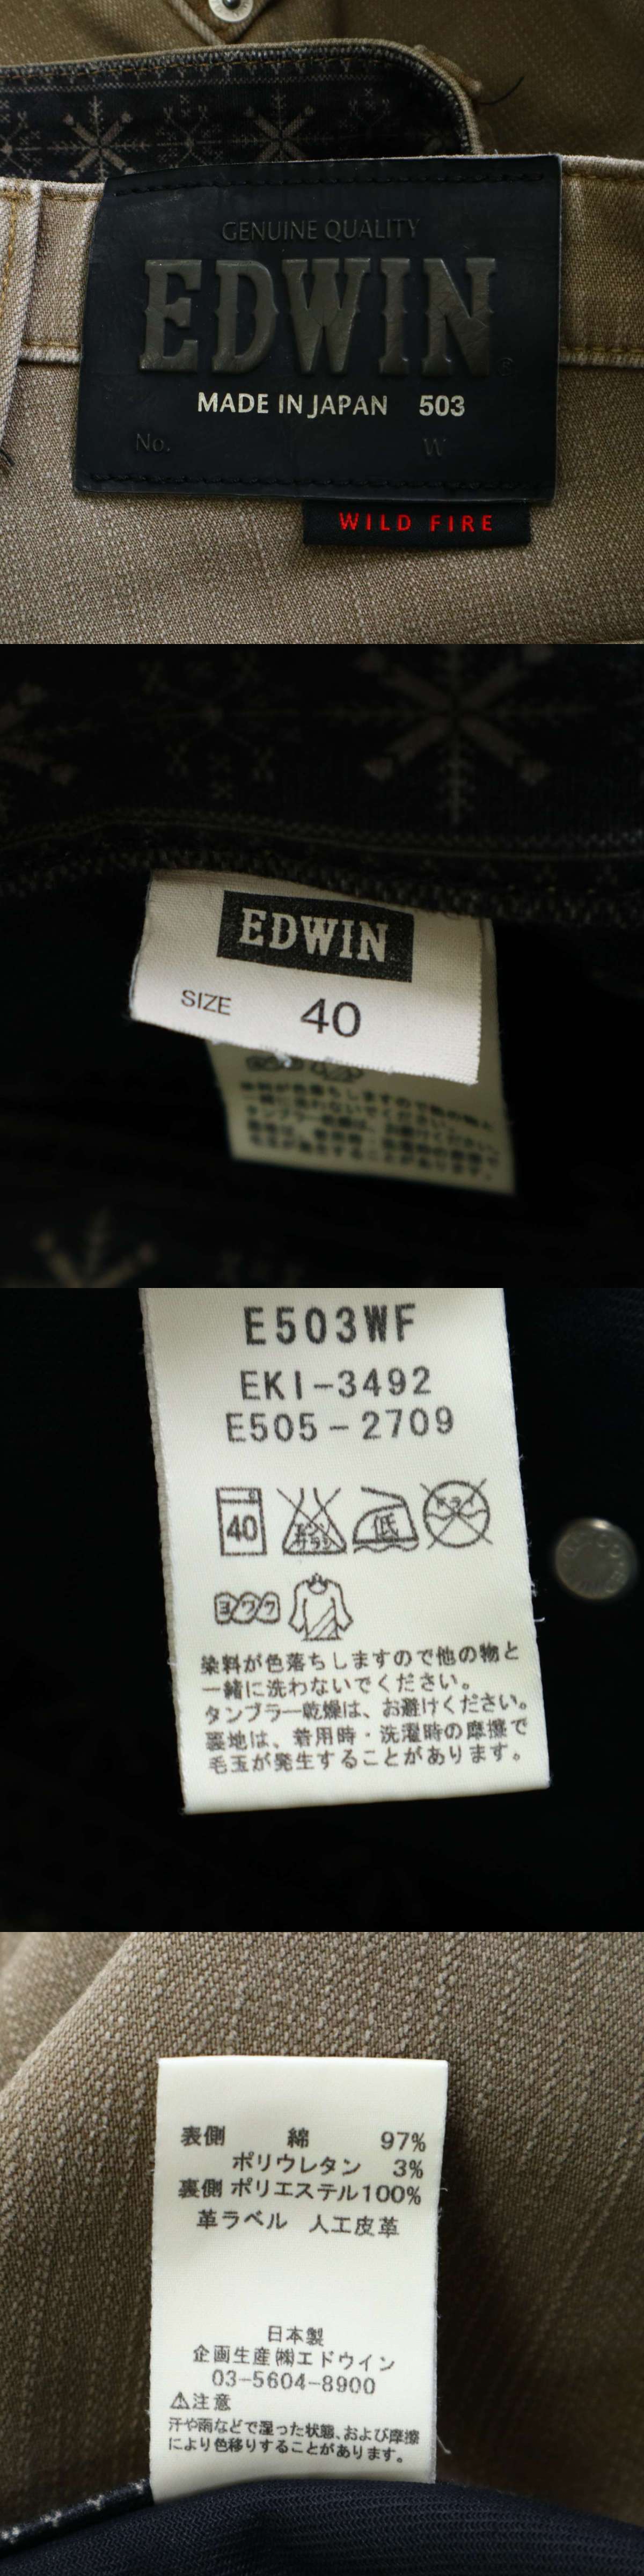 GENUINE QUALITY
EDWIN
MADE IN JAPAN 503
No. W
WILD FIRE
EDWIN
SIZE 40
E503WF
EKI-3492
E505-2709
40 低
染料が色落ちしますので他の物と
一緒に洗わないでください。
タンブラー乾燥は、お避けください。
裏地は、着用時・洗濯時の摩擦で
毛玉が発生することがあります。
表側 綿 97%
ポリウレタン 3%
裏側 ポリエステル100%
革ラベル 人工皮革
日本製
企画生産㈱エドウイン
03-5604-8900
⚠注意
汗や雨などで湿った状態、および摩擦
により色移りすることがあります。